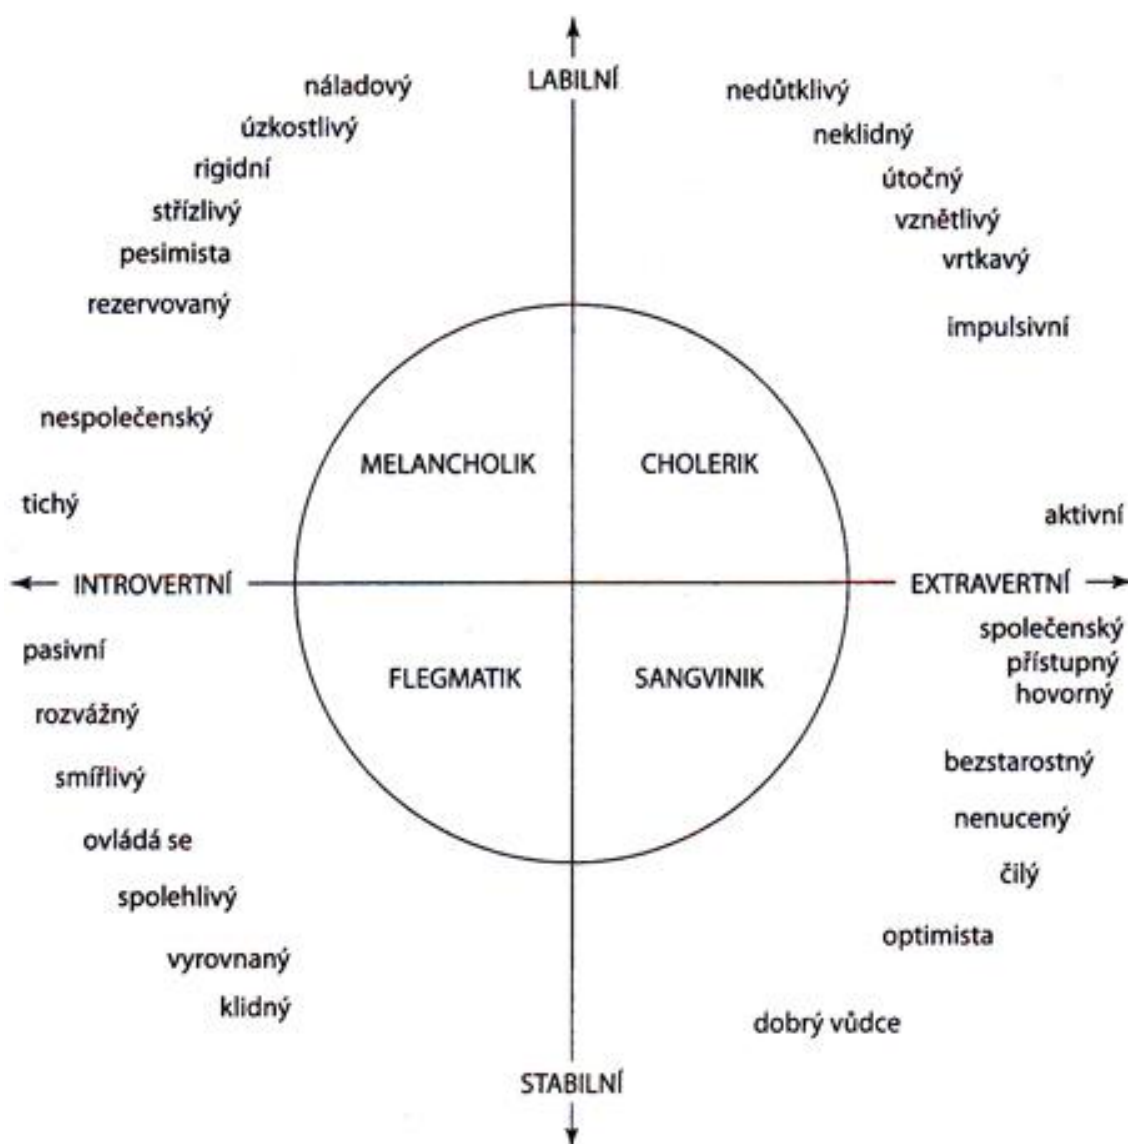 LABILNÍ
náladový
úzkostlivý
rigidní
střízlivý
pesimista
rezervovaný
nespolečenský
tichý
nedůtklivý
neklidný
útočný
vznětlivý
vrtkavý
impulsivní
aktivní
MELANCHOLIK
CHOLERIK
INTROVERTNÍ
EXTRAVERTNÍ
FLEGMATIK
SANGVINIK
pasivní
rozvážný
smířlivý
ovládá se
spolehlivý
vyrovnaný
klidný
společenský
přístupný
hovorný
bezstarostný
nenucený
čilý
optimista
dobrý vůdce
STABILNÍ